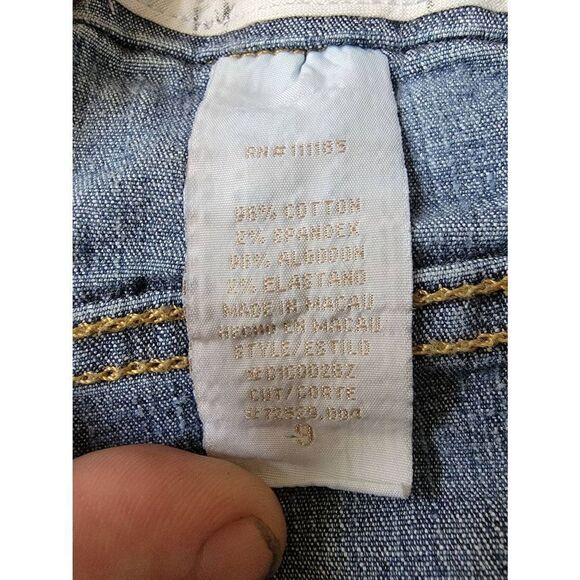 RN# 111185
98% COTTON
2% SPANDEX
98% ALGODON
2% ELASTANO
MADE IN MACAU
HECHO EN MACAU
STYLE/ESTILO
CUT/CORTE
9